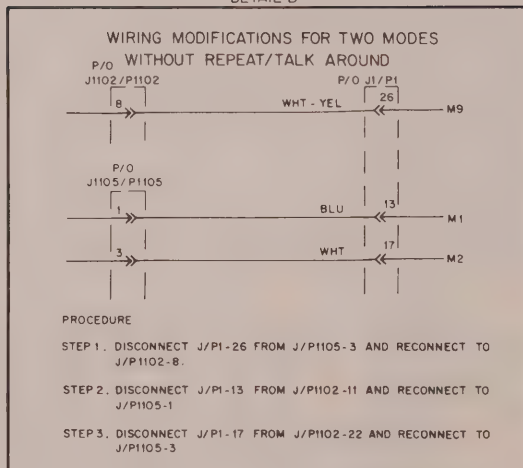 DETAIL B
WIRING MODIFICATIONS FOR TWO MODES
WITHOUT REPEAT/TALK AROUND
P/O
J1102/P1102
P/O J1/P1
8
WHT - YEL
26
M9
P/O
J1105/P1105
1
BLU
13
M1
3
WHT
17
M2
PROCEDURE
STEP 1. DISCONNECT J/P1-26 FROM J/P1105-3 AND RECONNECT TO
J/P1102-8.
STEP 2. DISCONNECT J/P1-13 FROM J/P1102-11 AND RECONNECT TO
J/P1105-1
STEP 3. DISCONNECT J/P1-17 FROM J/P1102-22 AND RECONNECT TO
J/P1105-3